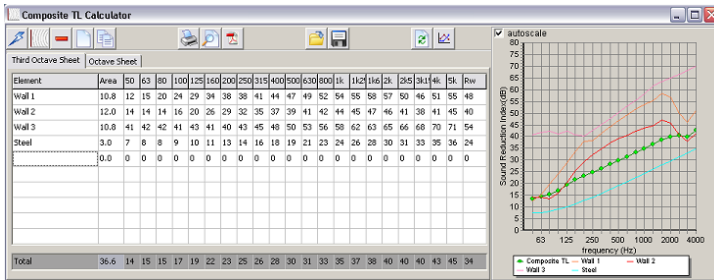 Composite TL Calculator
Third Octave Sheet Octave Sheet
Element Area 50 63 80 100 125 160 200 250 315 400 500 630 800 1k 1k25 1k6 2k 2k5 3k15 4k 5k Rw
Wall 1 10.8 12 15 20 24 29 34 38 38 41 44 47 49 52 54 55 58 57 50 46 51 55 48
Wall 2 12.0 14 14 14 16 20 26 29 32 35 37 39 41 42 44 45 47 46 41 38 41 45 40
Wall 3 10.8 41 42 42 41 43 41 40 43 45 48 50 53 56 58 62 63 65 66 68 70 71 54
Steel 3.0 7 8 8 9 10 11 13 14 16 18 19 21 23 24 26 28 30 31 33 35 36 24
0.0 0 0 0 0 0 0 0 0 0 0 0 0 0 0 0 0 0 0 0 0 0 0
Total 36.6 14 15 15 17 19 22 23 25 26 28 30 31 33 35 37 38 40 40 40 43 45 34
autoscale
Sound Reduction Index(dB)
80
75
70
65
60
55
50
45
40
35
30
25
20
15
10
5
0
63 125 250 500 1000 2000 4000
frequency (Hz)
Composite TL Wall 1 Wall 2
Wall 3 Steel